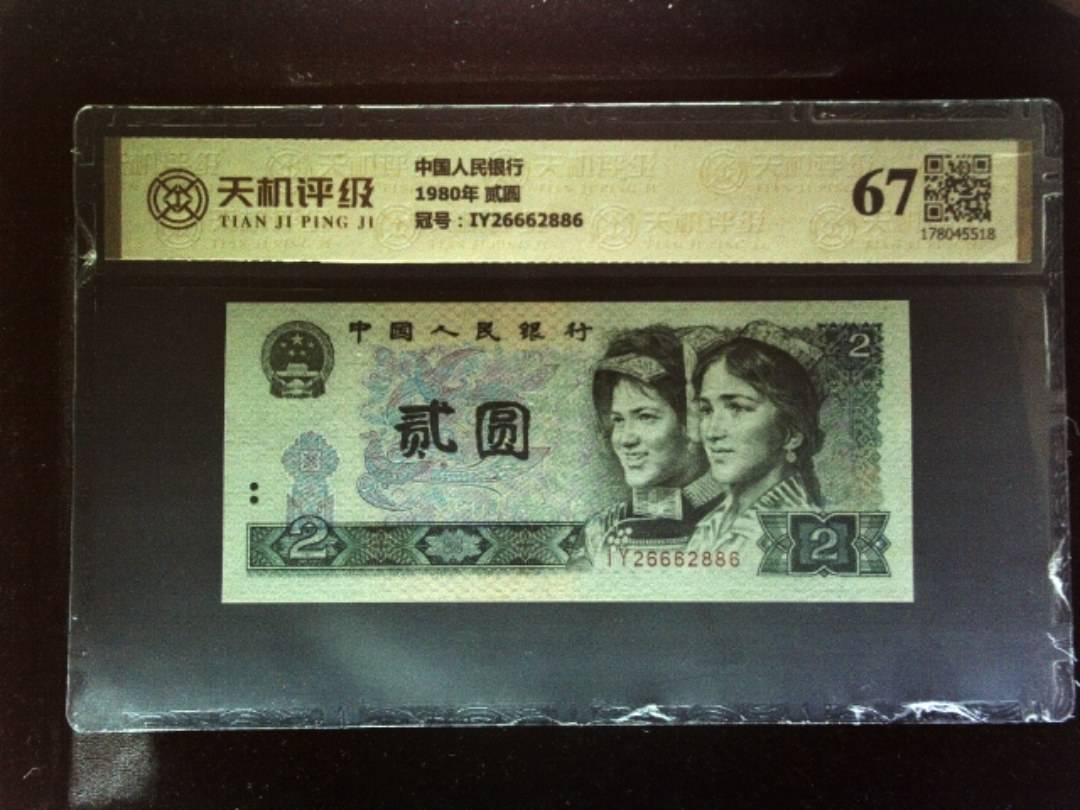 天机评级
TIAN JI PING JI
中国人民银行
1980年 贰圆
冠号：IY26662886
67
178045518
中国人民银行
2
贰圆
2
2
IY26662886